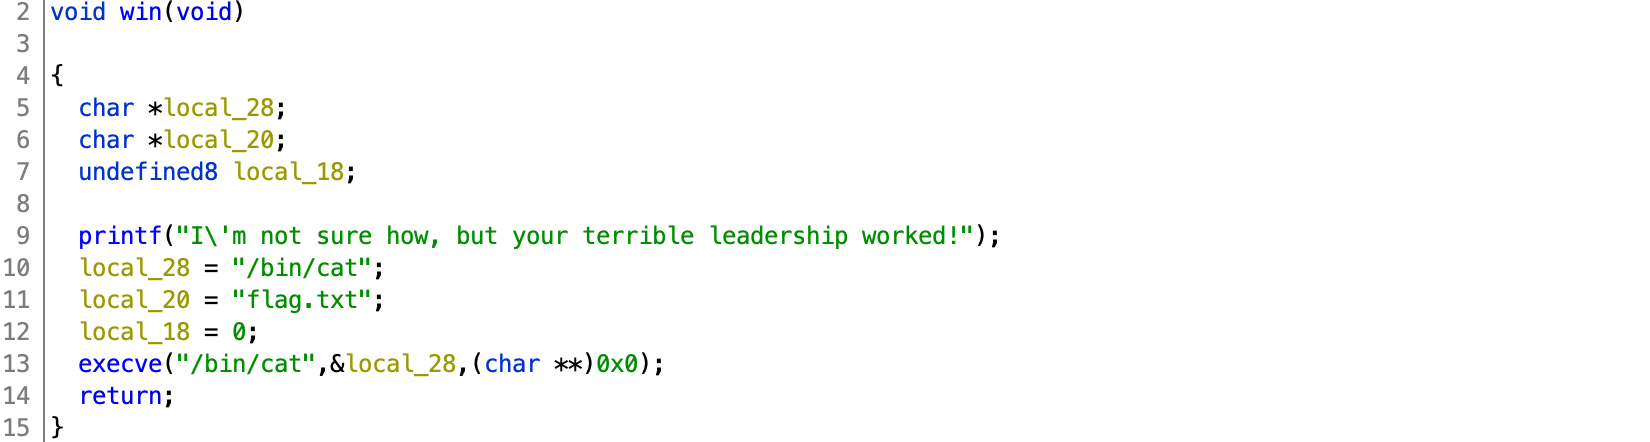 2 void win(void)
3
4 {
5   char *local_28;
6   char *local_20;
7   undefined8 local_18;
8
9   printf("I\'m not sure how, but your terrible leadership worked!");
10   local_28 = "/bin/cat";
11   local_20 = "flag.txt";
12   local_18 = 0;
13   execve("/bin/cat",&local_28,(char **)0x0);
14   return;
15 }